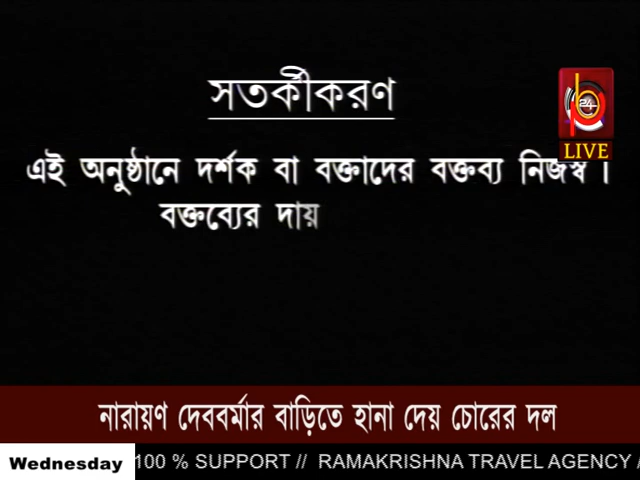 সতর্কীকরণ
24
LIVE
এই অনুষ্ঠানে দর্শক বা বক্তাদের বক্তব্য নিজস্ব ।
বক্তব্যের দায়
নারায়ণ দেববর্মার বাড়িতে হানা দেয় চোরের দল
Wednesday 100 % SUPPORT // RAMAKRISHNA TRAVEL AGENCY /